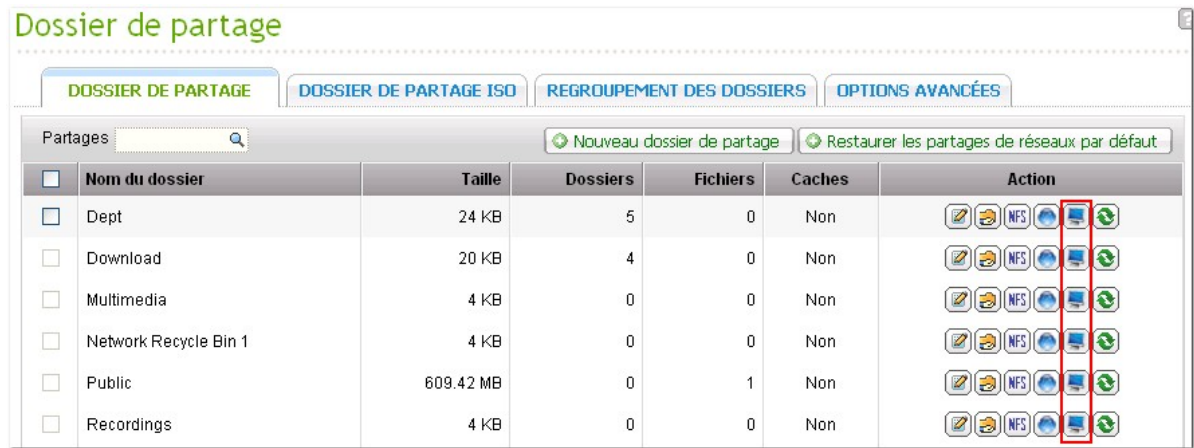 Dossier de partage
?
DOSSIER DE PARTAGE DOSSIER DE PARTAGE ISO REGROUPEMENT DES DOSSIERS OPTIONS AVANCÉES
Partages Nouveau dossier de partage Restaurer les partages de réseaux par défaut
Nom du dossier Taille Dossiers Fichiers Caches Action
Dept 24 KB 5 0 Non NFS
Download 20 KB 4 0 Non NFS
Multimedia 4 KB 0 0 Non NFS
Network Recycle Bin 1 4 KB 0 0 Non NFS
Public 609.42 MB 0 1 Non NFS
Recordings 4 KB 0 0 Non NFS